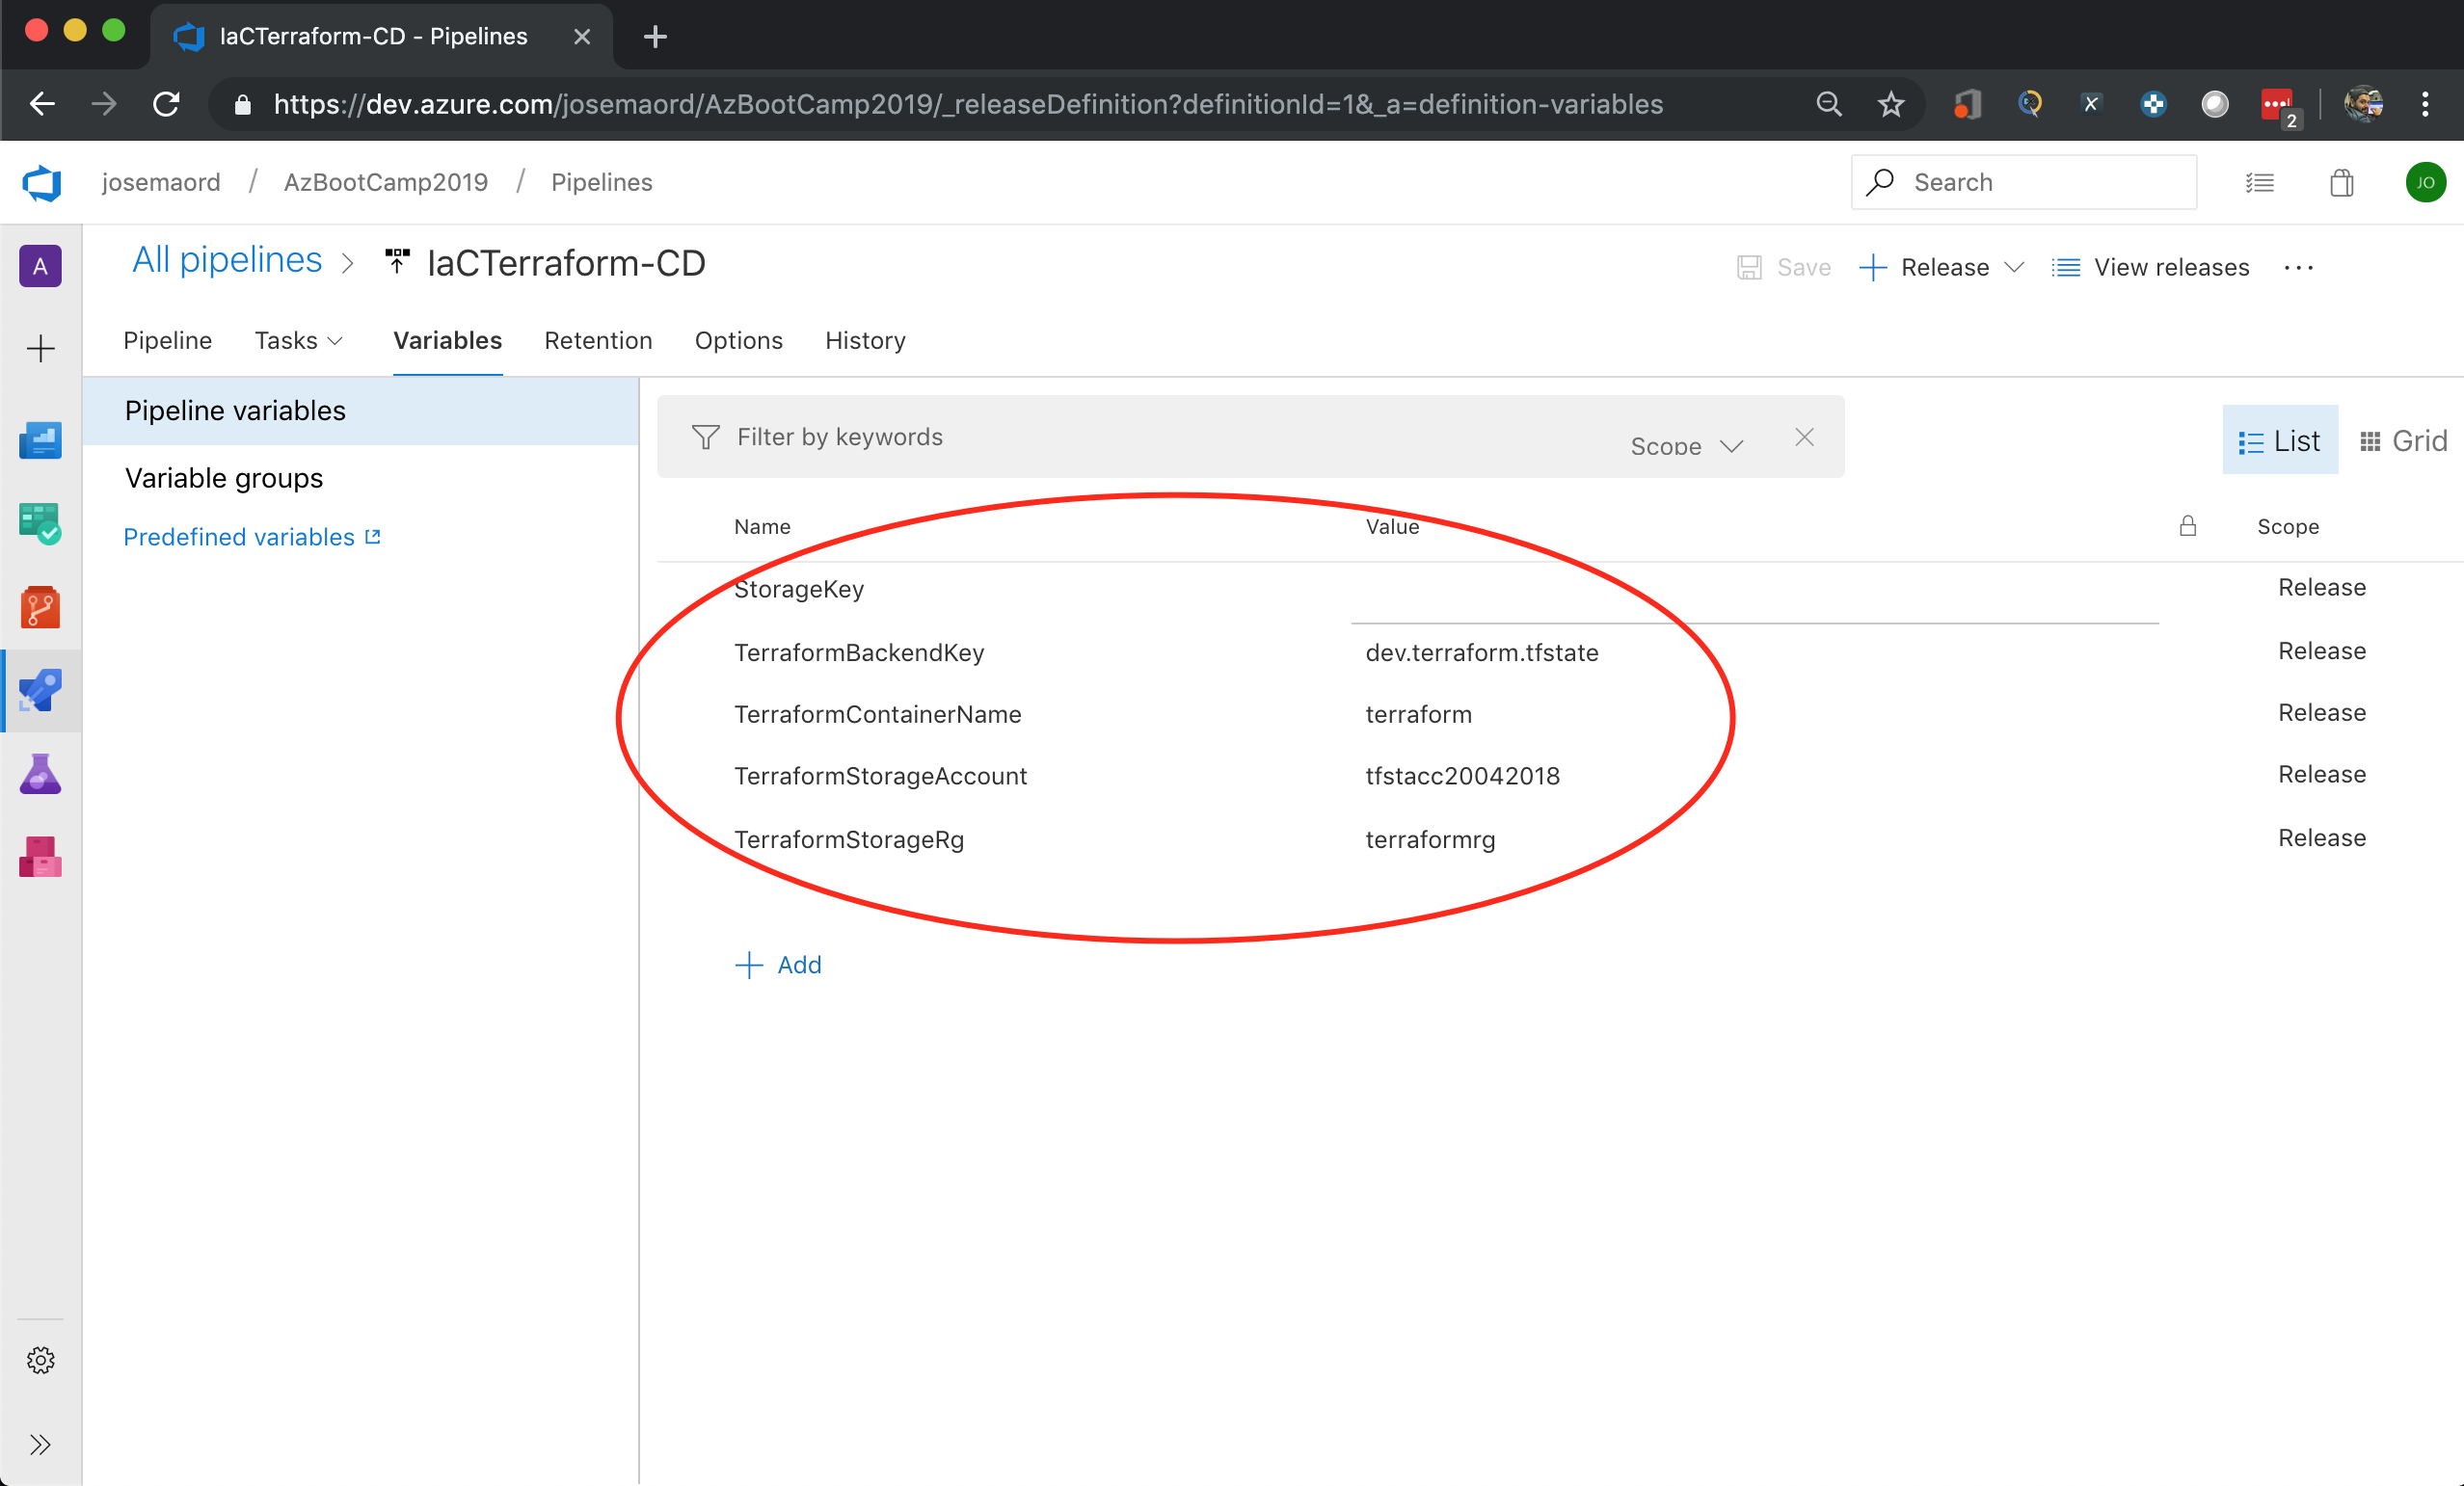 IaCTerraform-CD - Pipelines
https://dev.azure.com/josemaord/AzBootCamp2019/_releaseDefinition?definitionId=1&_a=definition-variables
2
josemaord / AzBootCamp2019 / Pipelines
Search
JO
A
All pipelines > IaCTerraform-CD
Save
Release
View releases
Pipeline
Tasks
Variables
Retention
Options
History
Pipeline variables
Variable groups
Predefined variables
Filter by keywords
Scope
List
Grid
Name Value Scope
StorageKey Release
TerraformBackendKey dev.terraform.tfstate Release
TerraformContainerName terraform Release
TerraformStorageAccount tfstacc20042018 Release
TerraformStorageRg terraformrg Release
Add